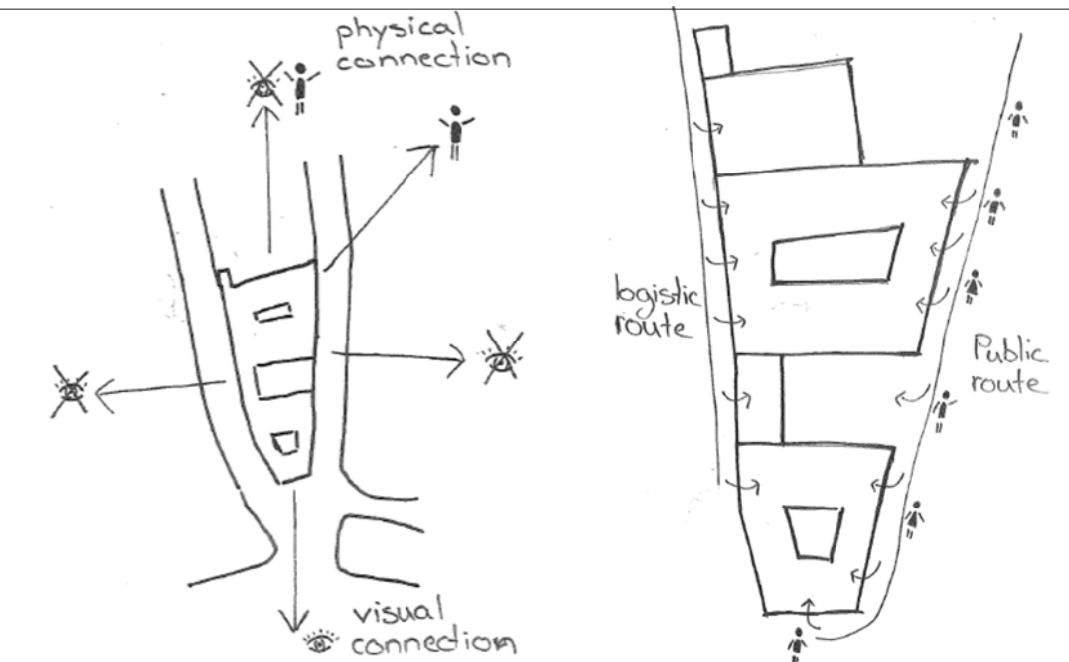 physical
connection
visual
connection
logistic
route
Public
route